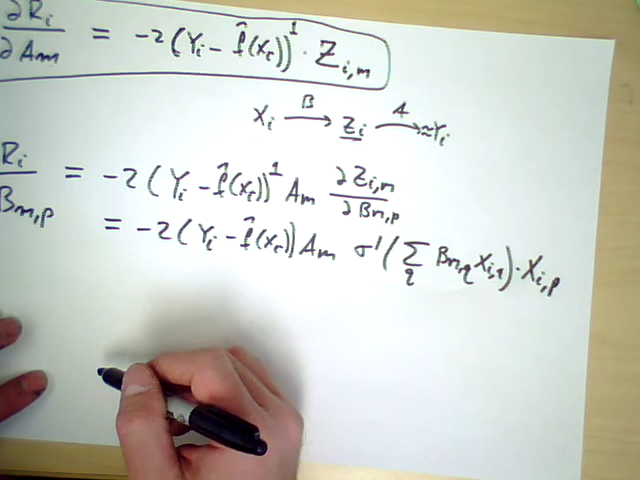 ∂R_i/∂A_m = -2(Y_i - f̂(X_i))^1 · Z_{i,m}
X_i →^B Z_i →^A ≈Y_i
R_i/B_{m,p} = -2(Y_i - f̂(X_i))^1 A_m ∂Z_{i,m}/∂B_{m,p}
= -2(Y_i - f̂(X_i)) A_m σ'(∑_q B_{m,q} X_{i,q}) · X_{i,p}